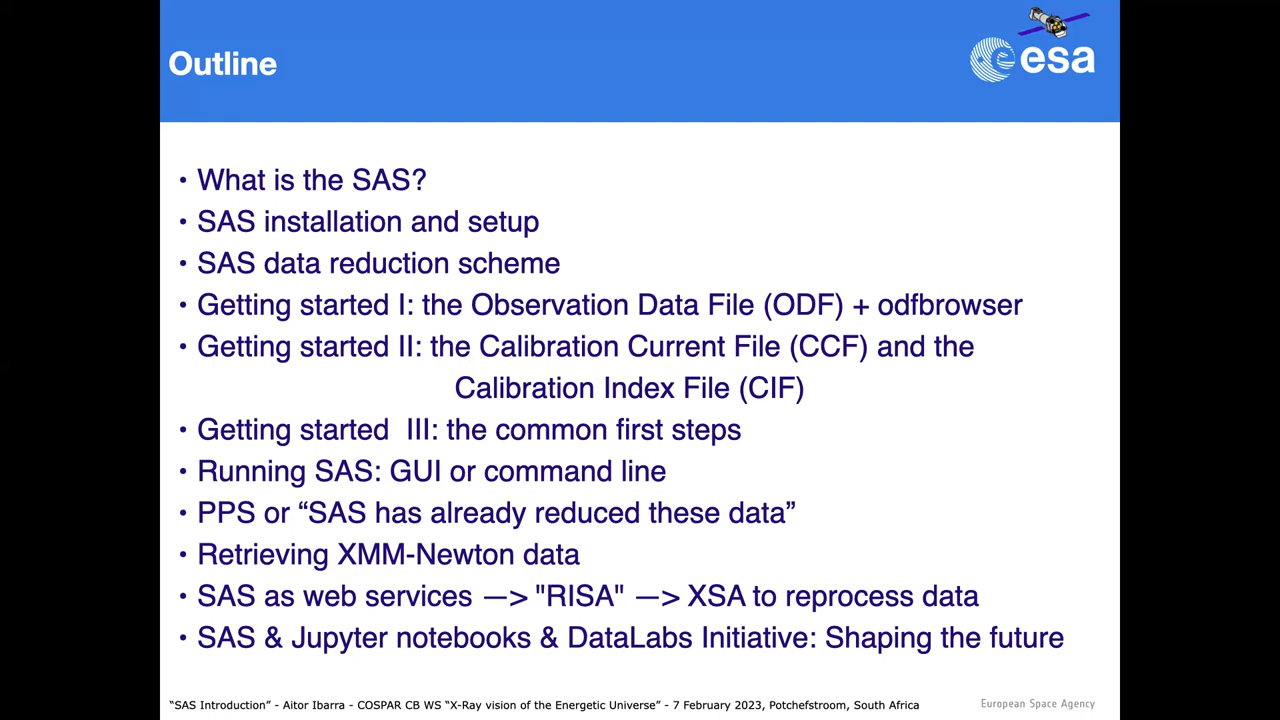 Outline
esa
• What is the SAS?
• SAS installation and setup
• SAS data reduction scheme
• Getting started I: the Observation Data File (ODF) + odfbrowser
• Getting started II: the Calibration Current File (CCF) and the
Calibration Index File (CIF)
• Getting started  III: the common first steps
• Running SAS: GUI or command line
• PPS or “SAS has already reduced these data”
• Retrieving XMM-Newton data
• SAS as web services —> "RISA" —> XSA to reprocess data
• SAS & Jupyter notebooks & DataLabs Initiative: Shaping the future
“SAS Introduction” - Aitor Ibarra - COSPAR CB WS “X-Ray vision of the Energetic Universe” - 7 February 2023, Potchefstroom, South Africa
European Space Agency